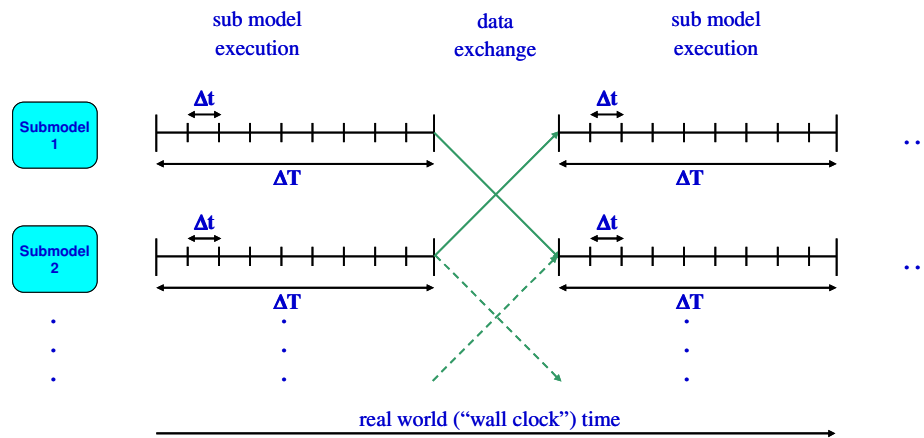 sub model
execution
data
exchange
sub model
execution
Submodel
1
Δt
ΔT
Δt
ΔT
. .
Submodel
2
Δt
ΔT
Δt
ΔT
. .
real world (“wall clock”) time